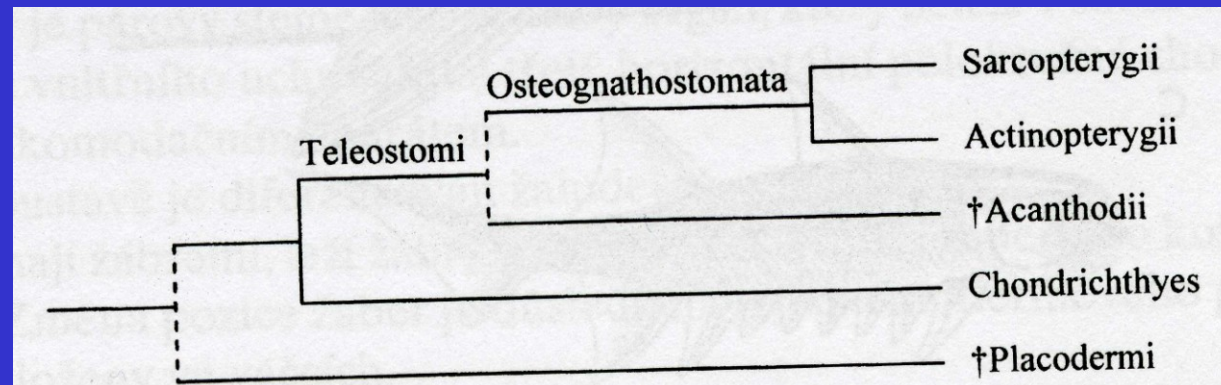 Sarcopterygii
Osteognathostomata
Actinopterygii
Teleostomi
†Acanthodii
Chondrichthyes
†Placodermi